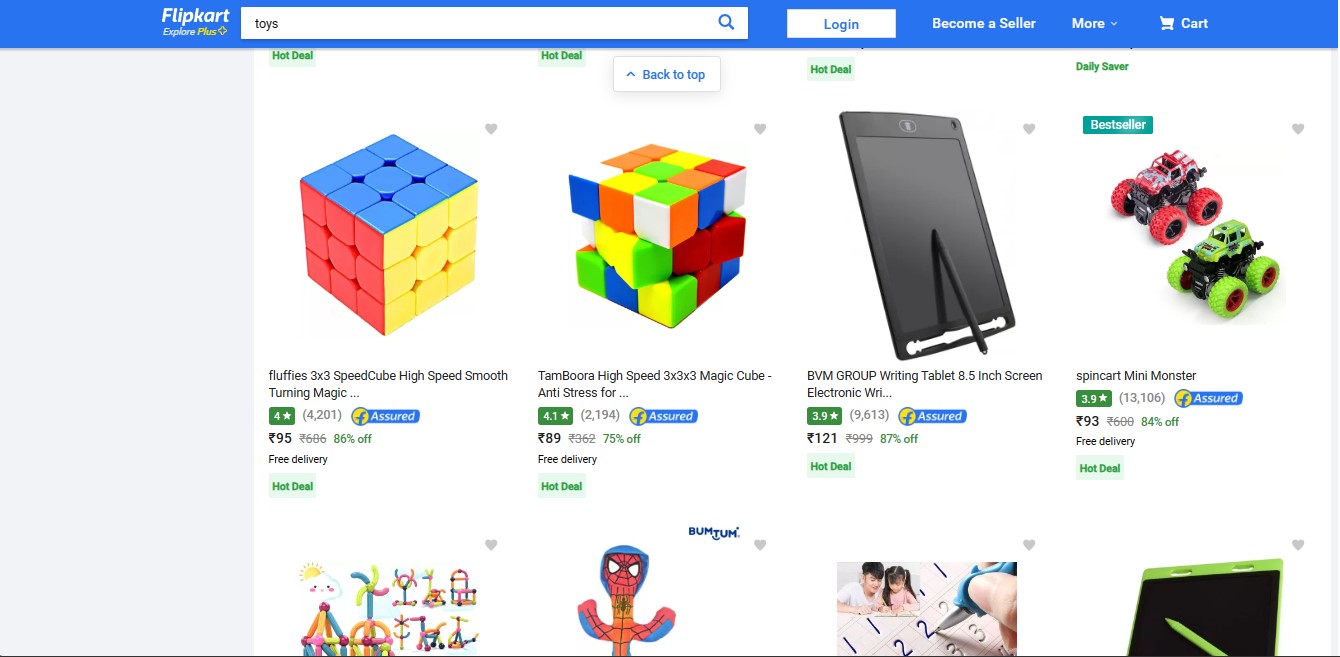 Flipkart
Explore Plus
toys
Login
Become a Seller
More
Cart
Hot Deal
Hot Deal
Back to top
Hot Deal
Daily Saver
Bestseller
fluffies 3x3 SpeedCube High Speed Smooth
Turning Magic ...
4 ★ (4,201) Assured
₹95 ₹686 86% off
Free delivery
Hot Deal
TamBoora High Speed 3x3x3 Magic Cube -
Anti Stress for ...
4.1 ★ (2,194) Assured
₹89 ₹362 75% off
Free delivery
Hot Deal
BVM GROUP Writing Tablet 8.5 Inch Screen
Electronic Wri...
3.9 ★ (9,613) Assured
₹121 ₹999 87% off
Hot Deal
spincart Mini Monster
3.9 ★ (13,106) Assured
₹93 ₹600 84% off
Free delivery
Hot Deal
BUMTUM
1 2 3